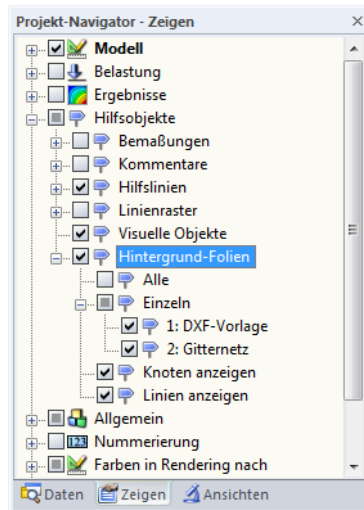 Projekt-Navigator - Zeigen
Modell
Belastung
Ergebnisse
Hilfsobjekte
Bemaßungen
Kommentare
Hilfslinien
Linienraster
Visuelle Objekte
Hintergrund-Folien
Alle
Einzeln
1: DXF-Vorlage
2: Gitternetz
Knoten anzeigen
Linien anzeigen
Allgemein
123 Nummerierung
Farben in Rendering nach
Daten Zeigen Ansichten